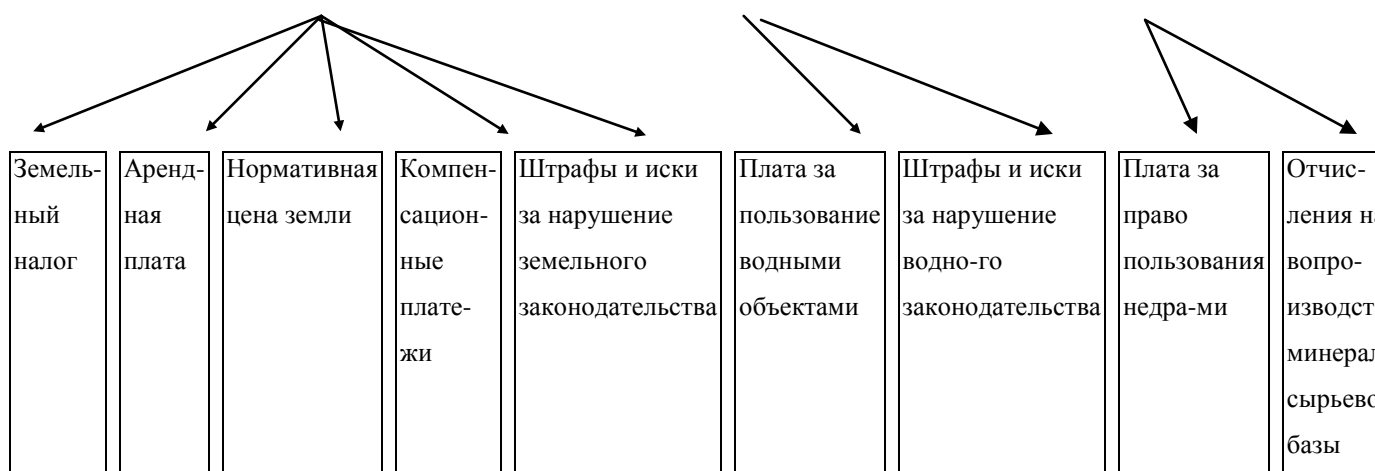 Земель-
ный
налог
Аренд-
ная
плата
Нормативная
цена земли
Компен-
сацион-
ные
плате-
жи
Штрафы и иски
за нарушение
земельного
законодательства
Плата за
пользование
водными
объектами
Штрафы и иски
за нарушение
водно-го
законодательства
Плата за
право
пользования
недра-ми
Отчис-
ления
вопро-
базы